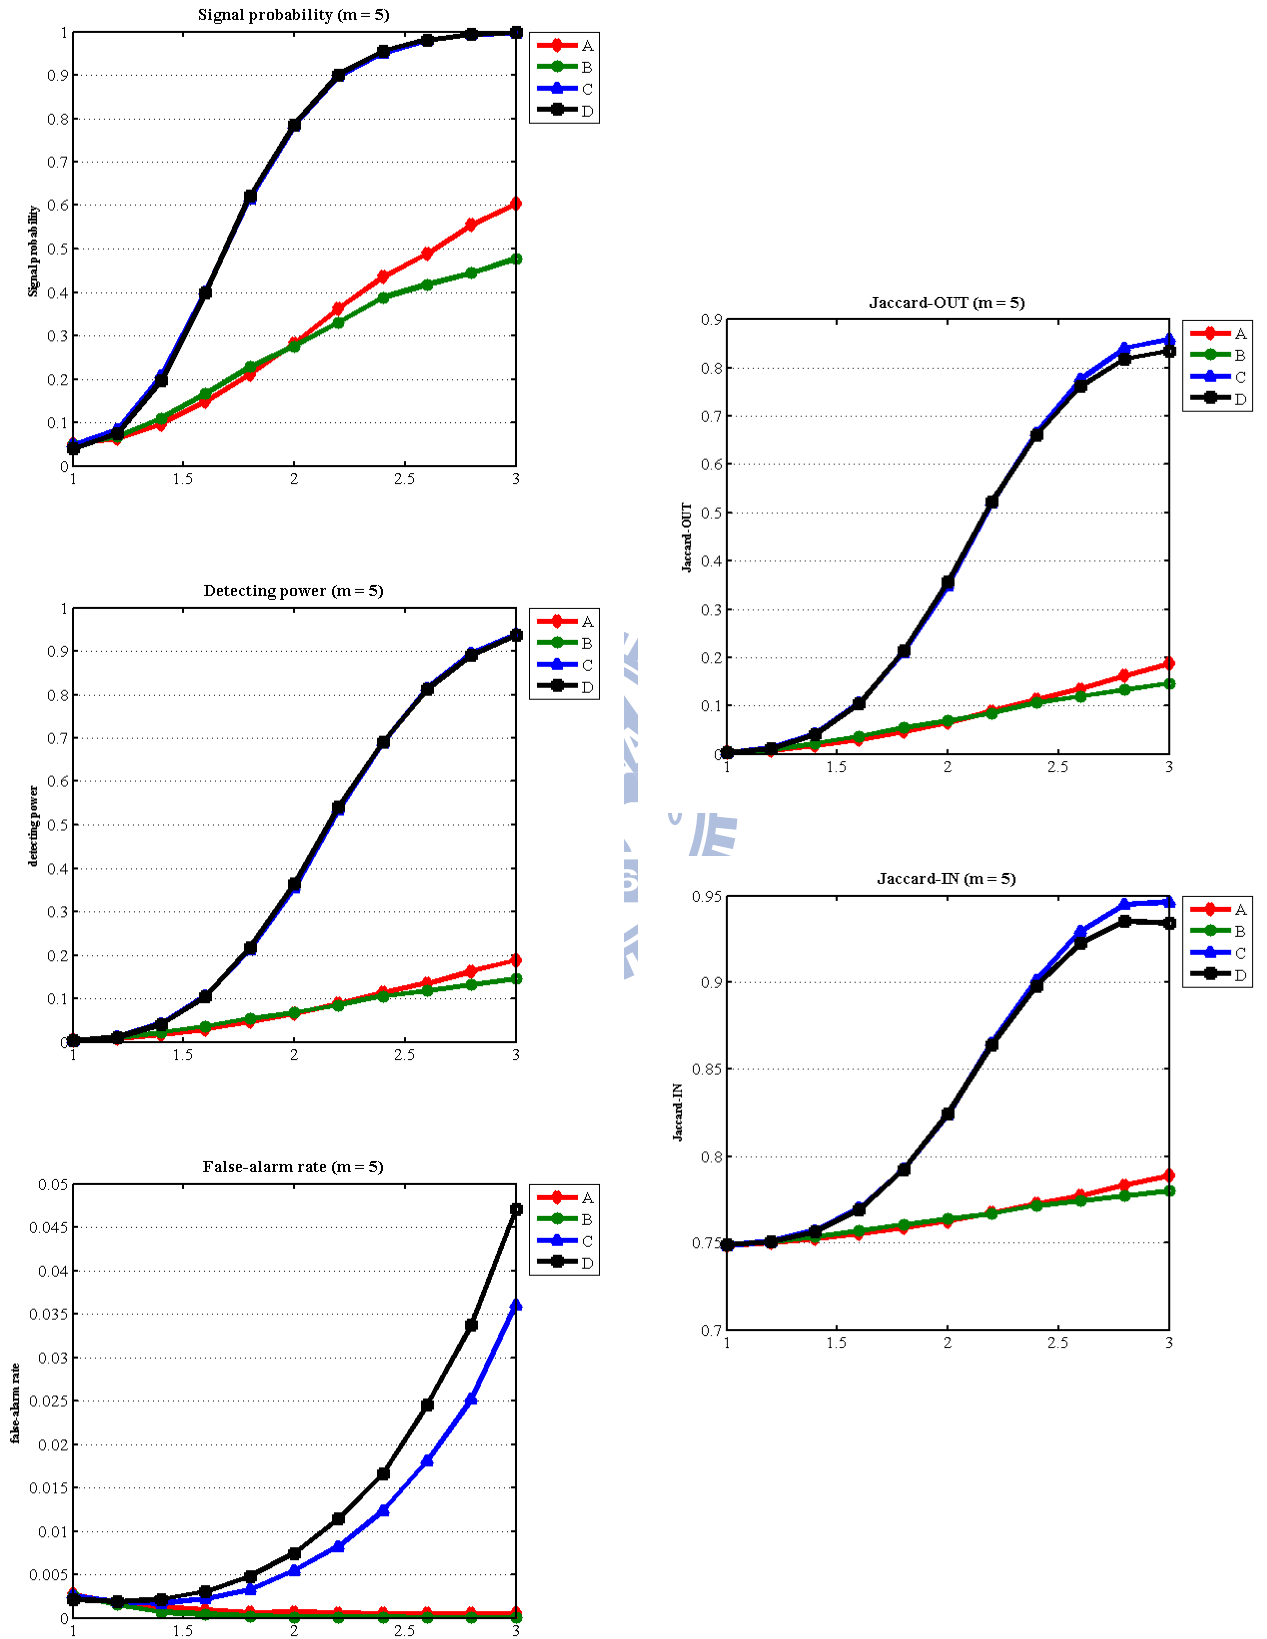 Signal probability (m = 5)
Signal probability
1
0.9
0.8
0.7
0.6
0.5
0.4
0.3
0.2
0.1
0
1
1.5
2
2.5
3
A
B
C
D
Detecting power (m = 5)
detecting power
1
0.9
0.8
0.7
0.6
0.5
0.4
0.3
0.2
0.1
0
1
1.5
2
2.5
3
A
B
C
D
False-alarm rate (m = 5)
false-alarm rate
0.05
0.045
0.04
0.035
0.03
0.025
0.02
0.015
0.01
0.005
0
1
1.5
2
2.5
3
A
B
C
D
Jaccard-OUT (m = 5)
Jaccard-OUT
0.9
0.8
0.7
0.6
0.5
0.4
0.3
0.2
0.1
0
1
1.5
2
2.5
3
A
B
C
D
Jaccard-IN (m = 5)
Jaccard-IN
0.95
0.9
0.85
0.8
0.75
0.7
1
1.5
2
2.5
3
A
B
C
D